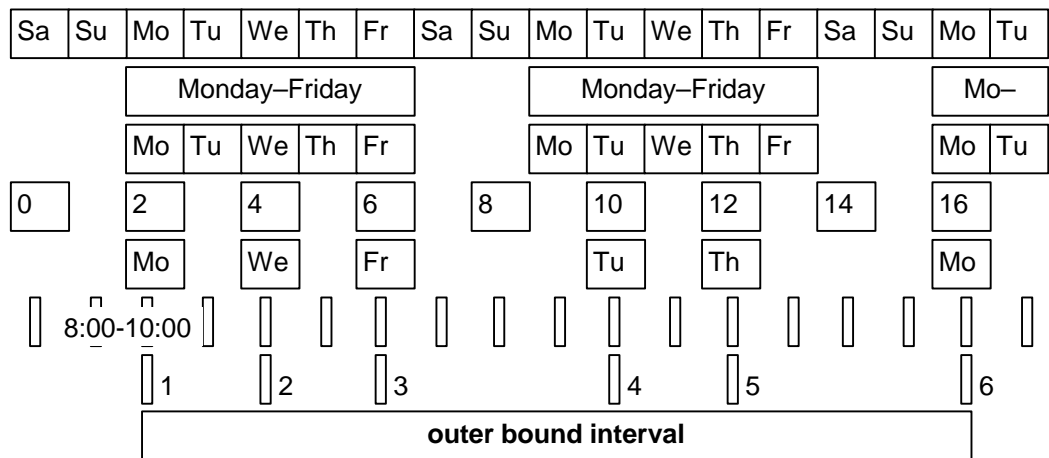 Sa Su Mo Tu We Th Fr Sa Su Mo Tu We Th Fr Sa Su Mo Tu
Monday–Friday Monday–Friday Mo–
Mo Tu We Th Fr Mo Tu We Th Fr Mo Tu
0 2 4 6 8 10 12 14 16
Mo We Fr Tu Th Mo
8:00-10:00
1 2 3 4 5 6
outer bound interval